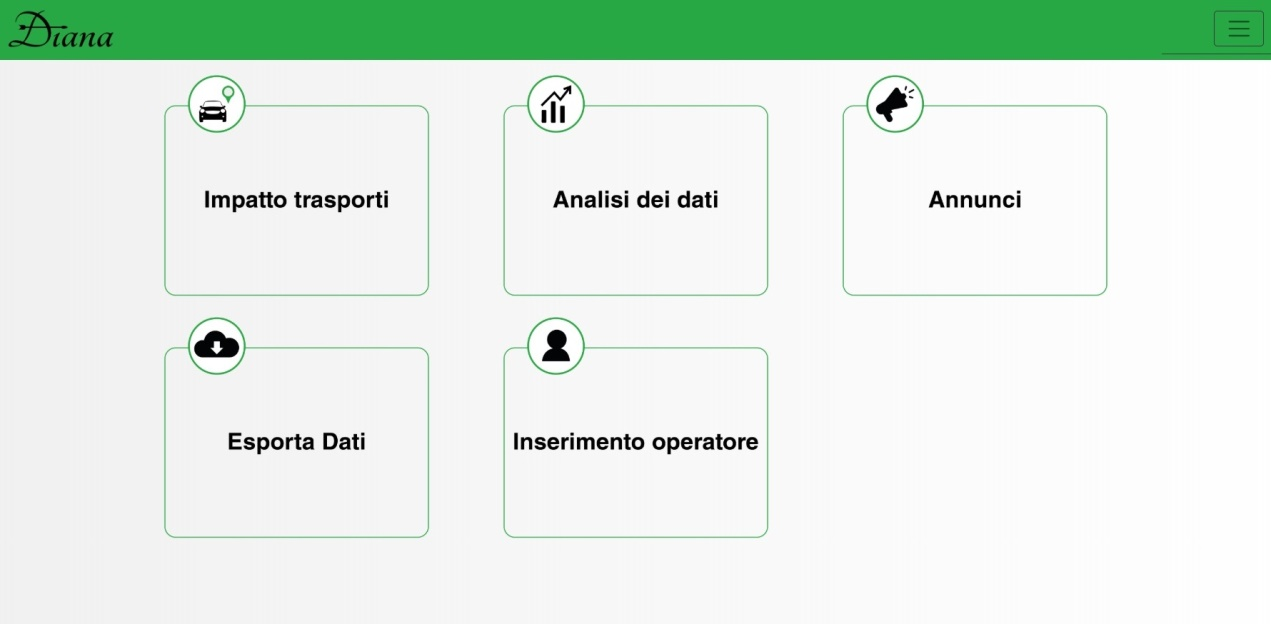 Diana
Impatto trasporti
Analisi dei dati
Annunci
Esporta Dati
Inserimento operatore